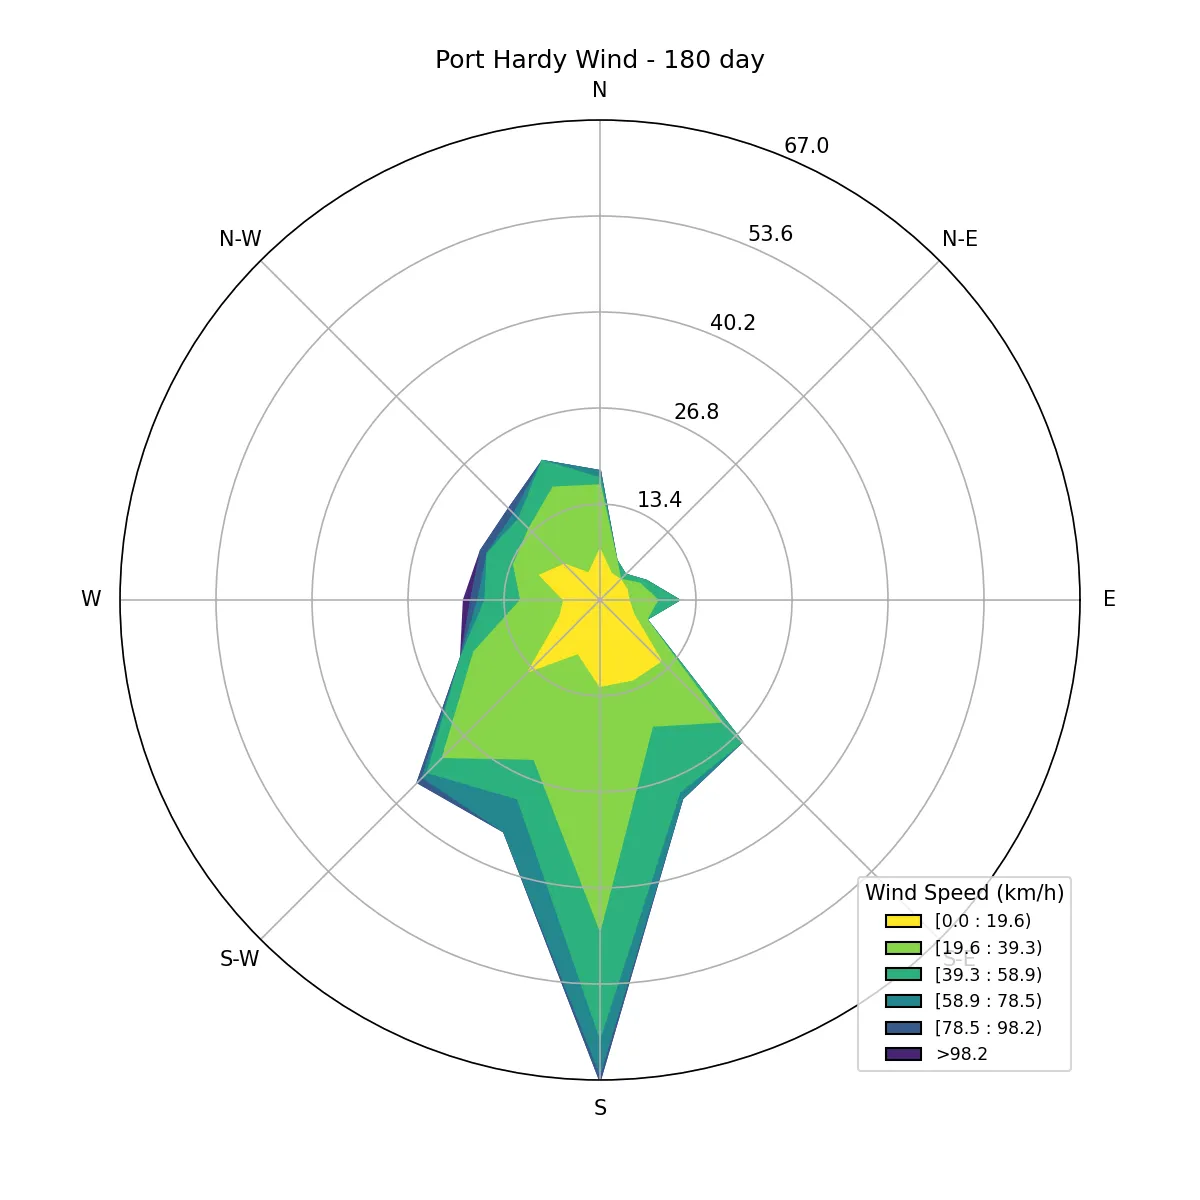 Port Hardy Wind - 180 day
N
67.0
53.6
N-W
N-E
40.2
26.8
13.4
W
E
Wind Speed (km/h)
[0.0 : 19.6)
[19.6 : 39.3)
S-W
S-E
[39.3 : 58.9)
[58.9 : 78.5)
[78.5 : 98.2)
>98.2
S